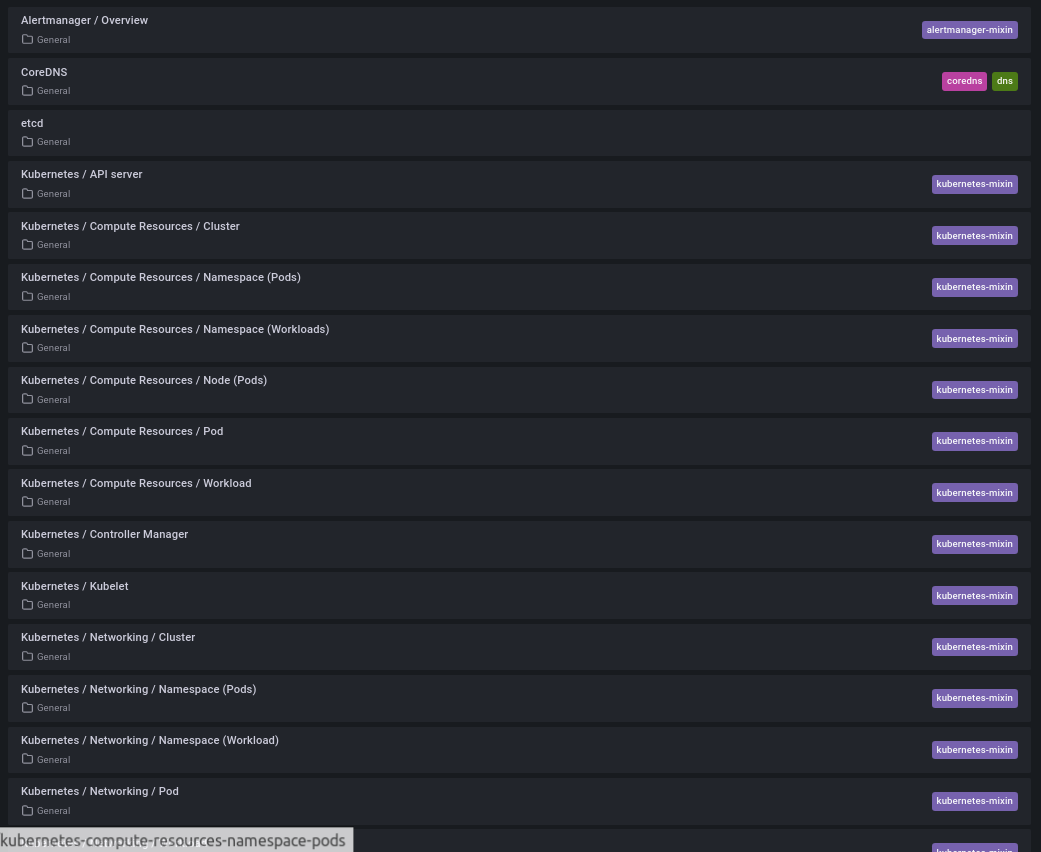 Alertmanager / Overview
General
alertmanager-mixin
CoreDNS
General
coredns dns
etcd
General
Kubernetes / API server
General
kubernetes-mixin
Kubernetes / Compute Resources / Cluster
General
kubernetes-mixin
Kubernetes / Compute Resources / Namespace (Pods)
General
kubernetes-mixin
Kubernetes / Compute Resources / Namespace (Workloads)
General
kubernetes-mixin
Kubernetes / Compute Resources / Node (Pods)
General
kubernetes-mixin
Kubernetes / Compute Resources / Pod
General
kubernetes-mixin
Kubernetes / Compute Resources / Workload
General
kubernetes-mixin
Kubernetes / Controller Manager
General
kubernetes-mixin
Kubernetes / Kubelet
General
kubernetes-mixin
Kubernetes / Networking / Cluster
General
kubernetes-mixin
Kubernetes / Networking / Namespace (Pods)
General
kubernetes-mixin
Kubernetes / Networking / Namespace (Workload)
General
kubernetes-mixin
Kubernetes / Networking / Pod
General
kubernetes-mixin
kubernetes-compute-resources-namespace-pods
kubernetes-mixin